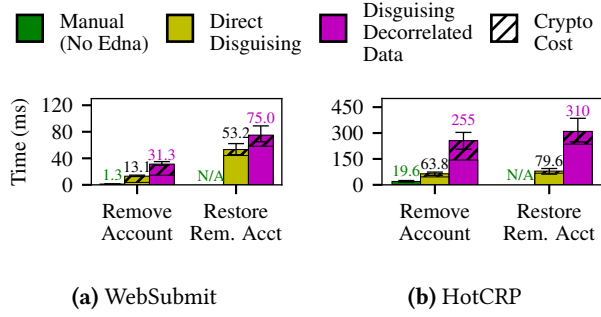 Manual
(No Edna)
Direct
Disguising
Disguising
Decorrelated
Data
Crypto
Cost
Time (ms)
120
80
40
0
1.3
13.1
31.3
N/A
53.2
75.0
Remove
Account
Restore
Rem. Acct
(a) WebSubmit
450
300
150
0
19.6
63.8
255
N/A
79.6
310
Remove
Account
Restore
Rem. Acct
(b) HotCRP